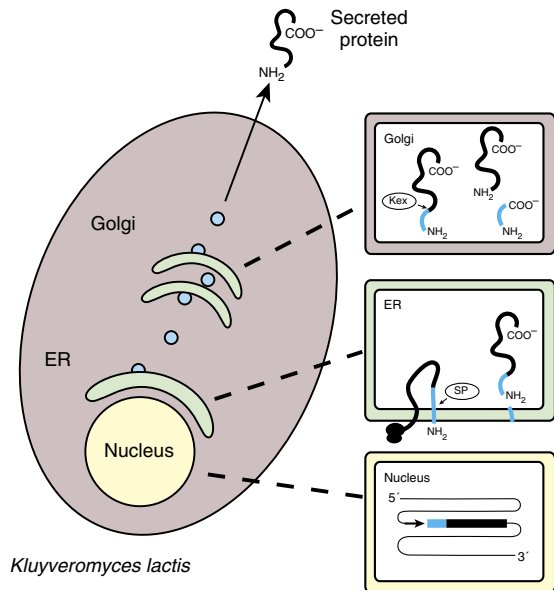 Secreted
protein
COO⁻
NH₂
Golgi
ER
Nucleus
Kluyveromyces lactis
Golgi
COO⁻
COO⁻
Kex
NH₂
COO⁻
NH₂
NH₂
ER
COO⁻
SP
NH₂
NH₂
Nucleus
5´
3´